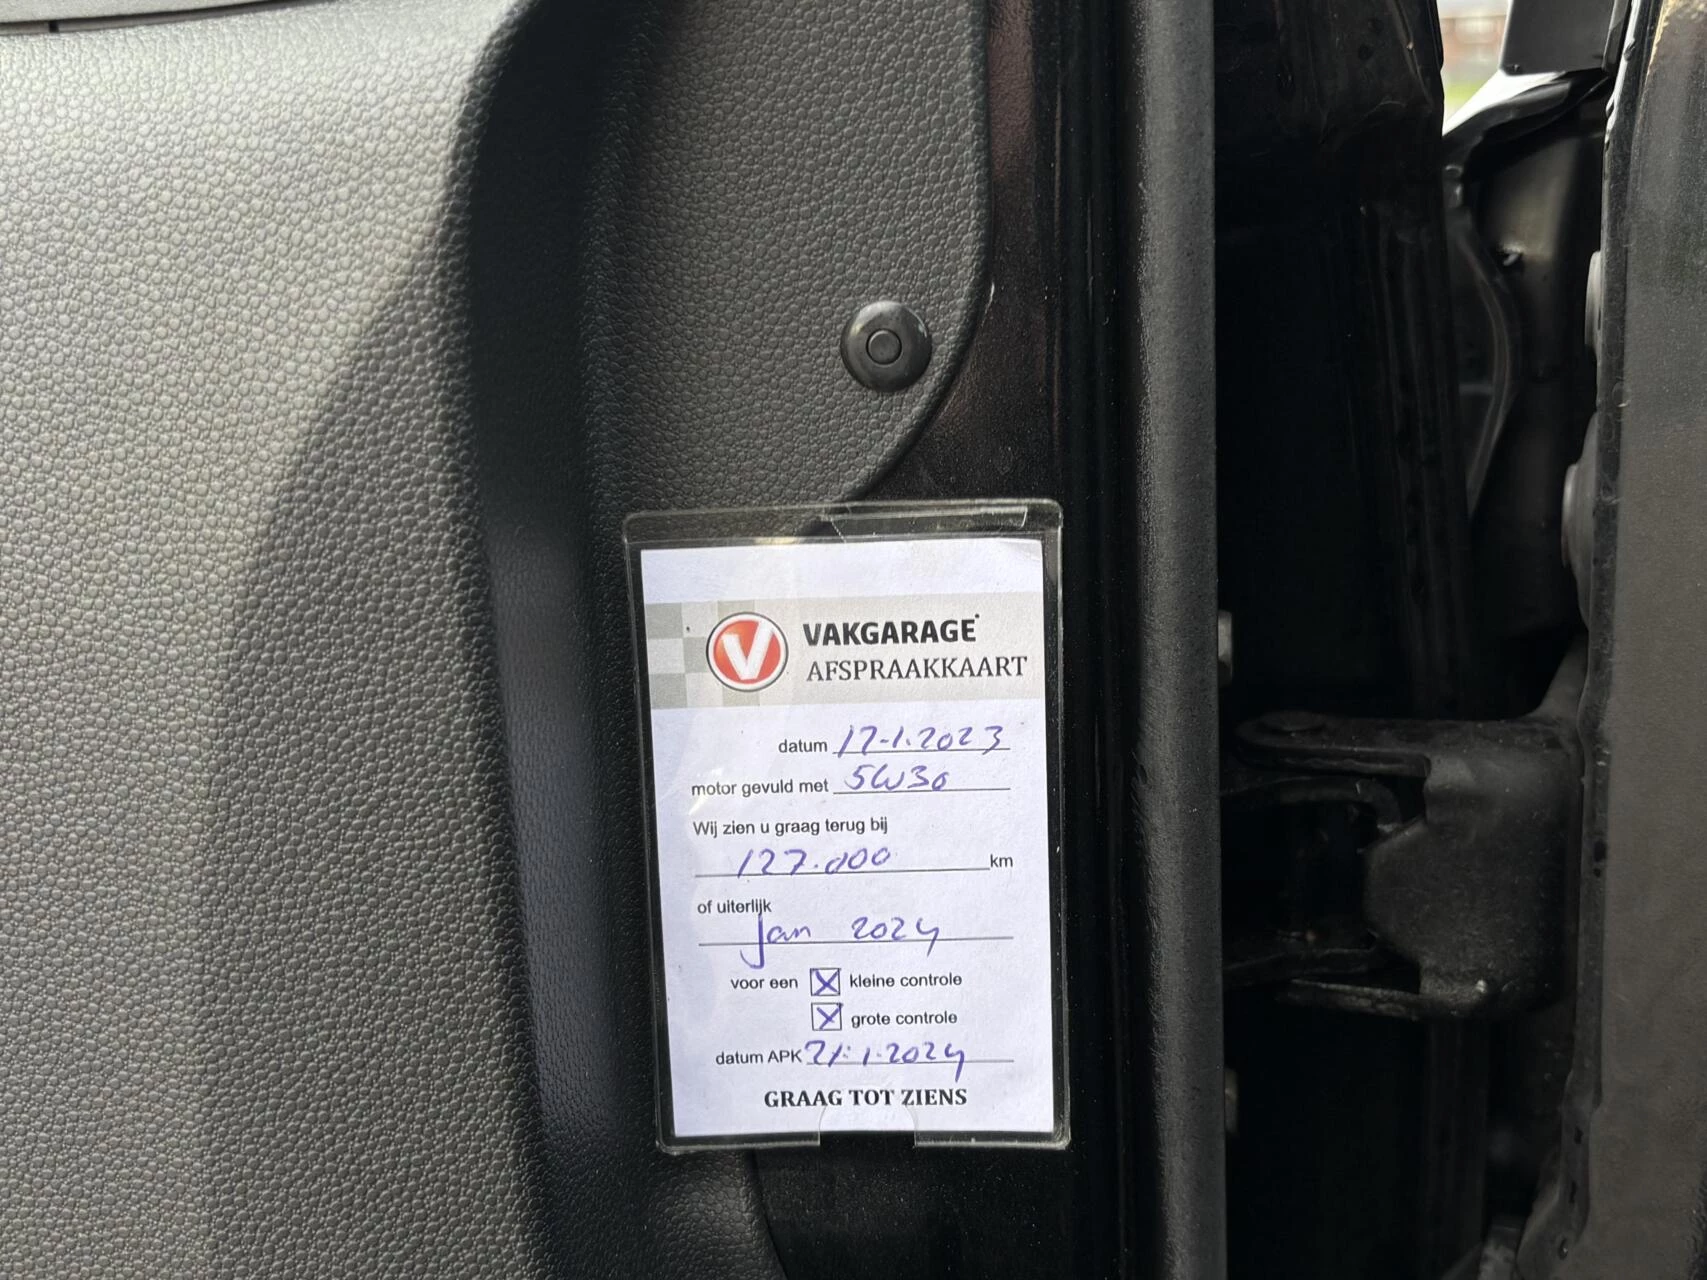 V VAKGARAGE
AFSPRAAKKAART
datum 17-1-2023
motor gevuld met 5W30
Wij zien u graag terug bij
127.000 km
of uiterlijk
Jan 2024
voor een X kleine controle
X grote controle
datum APK 21-1-2024
GRAAG TOT ZIENS